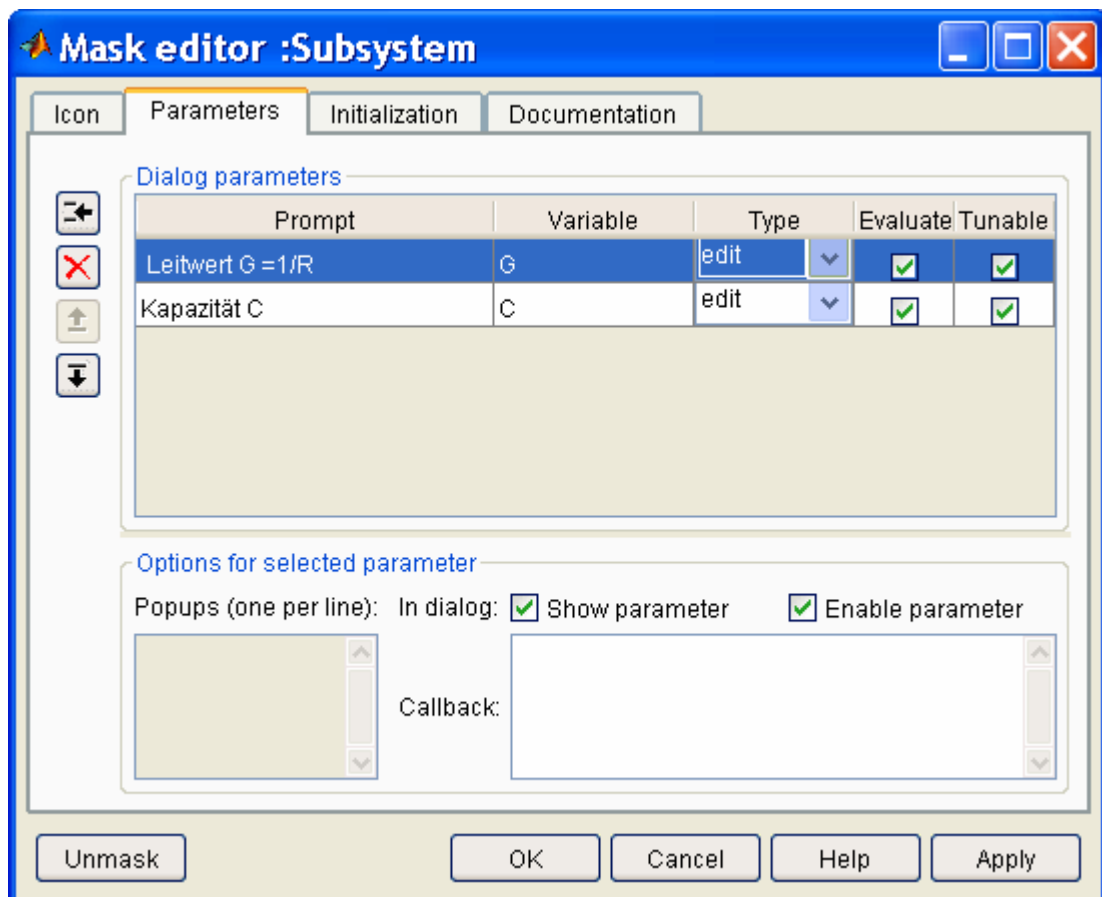 Mask editor :Subsystem
Icon Parameters Initialization Documentation
Dialog parameters
Prompt Variable Type Evaluate Tunable
Leitwert G =1/R G edit
Kapazität C C edit
Options for selected parameter
Popups (one per line): In dialog: Show parameter Enable parameter
Callback:
Unmask OK Cancel Help Apply